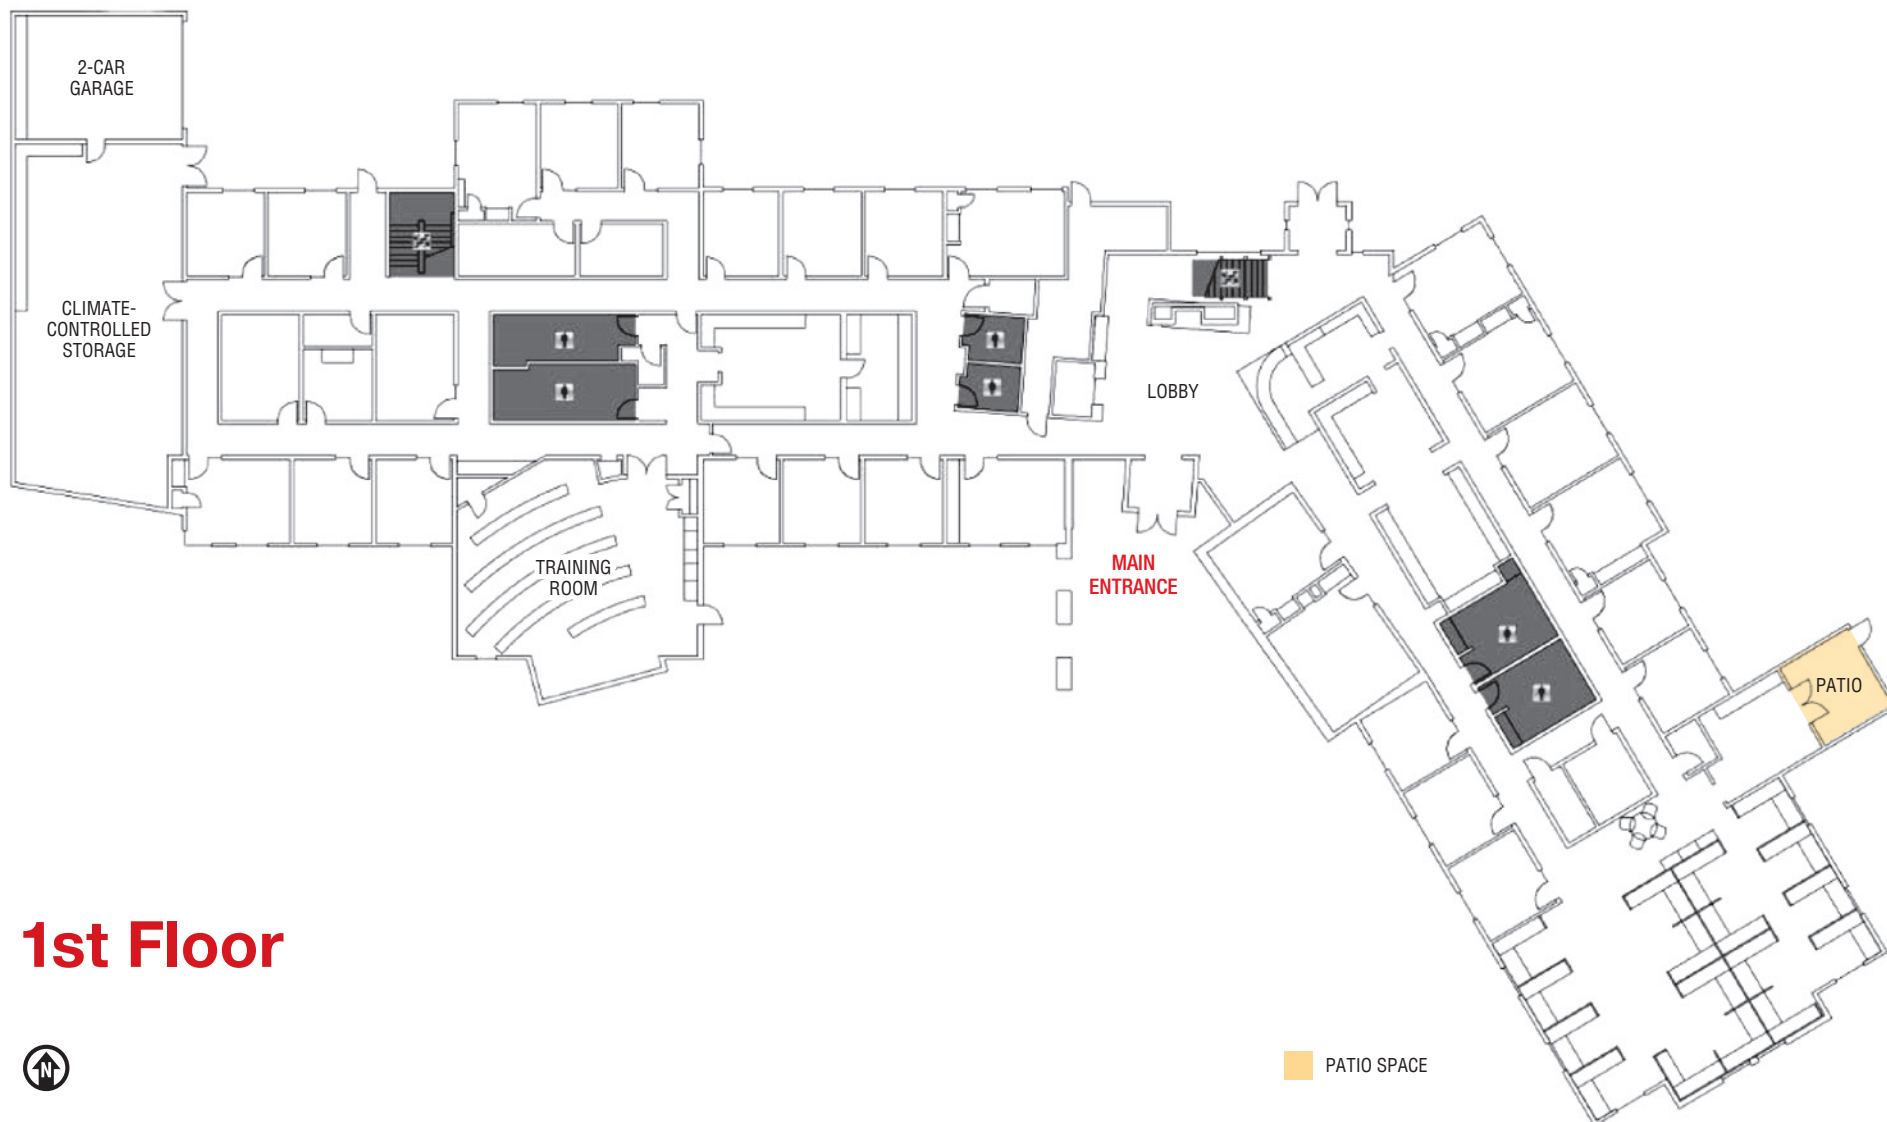 2-CAR
GARAGE
CLIMATE-
CONTROLLED
STORAGE
LOBBY
TRAINING
ROOM
MAIN
ENTRANCE
PATIO
1st Floor
N
PATIO SPACE